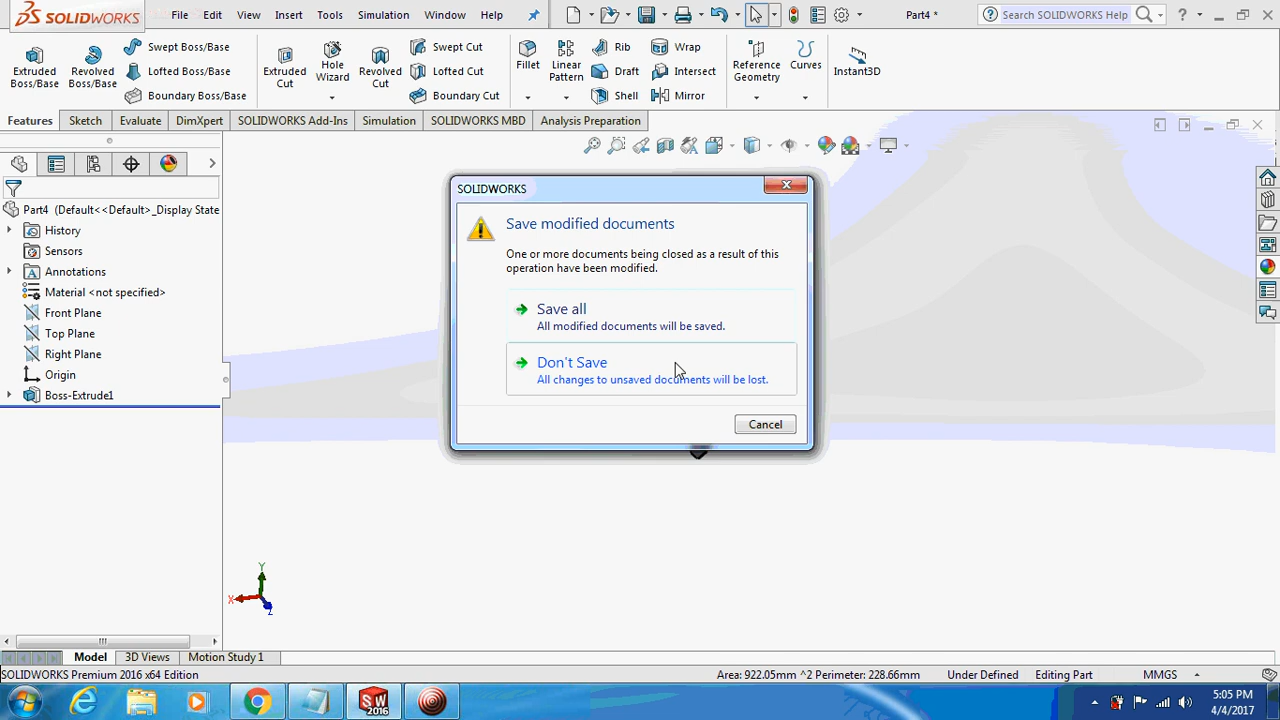 SOLIDWORKS File Edit View Insert Tools Simulation Window Help Part4 * Search SOLIDWORKS Help ?
Extruded Boss/Base
Revolved Boss/Base
Swept Boss/Base
Lofted Boss/Base
Boundary Boss/Base
Extruded Cut
Hole Wizard
Revolved Cut
Swept Cut
Lofted Cut
Boundary Cut
Fillet
Linear Pattern
Rib
Draft
Shell
Wrap
Intersect
Mirror
Reference Geometry
Curves
Instant3D
Features Sketch Evaluate DimXpert SOLIDWORKS Add-Ins Simulation SOLIDWORKS MBD Analysis Preparation
Part4 (Default<<Default>_Display State
History
Sensors
Annotations
Material <not specified>
Front Plane
Top Plane
Right Plane
Origin
Boss-Extrude1
SOLIDWORKS
Save modified documents
One or more documents being closed as a result of this
operation have been modified.
Save all
All modified documents will be saved.
Don't Save
All changes to unsaved documents will be lost.
Cancel
Y
X
Z
Model 3D Views Motion Study 1
SOLIDWORKS Premium 2016 x64 Edition Area: 922.05mm ^2 Perimeter: 228.66mm Under Defined Editing Part MMGS
SW 2016
5:05 PM
4/4/2017